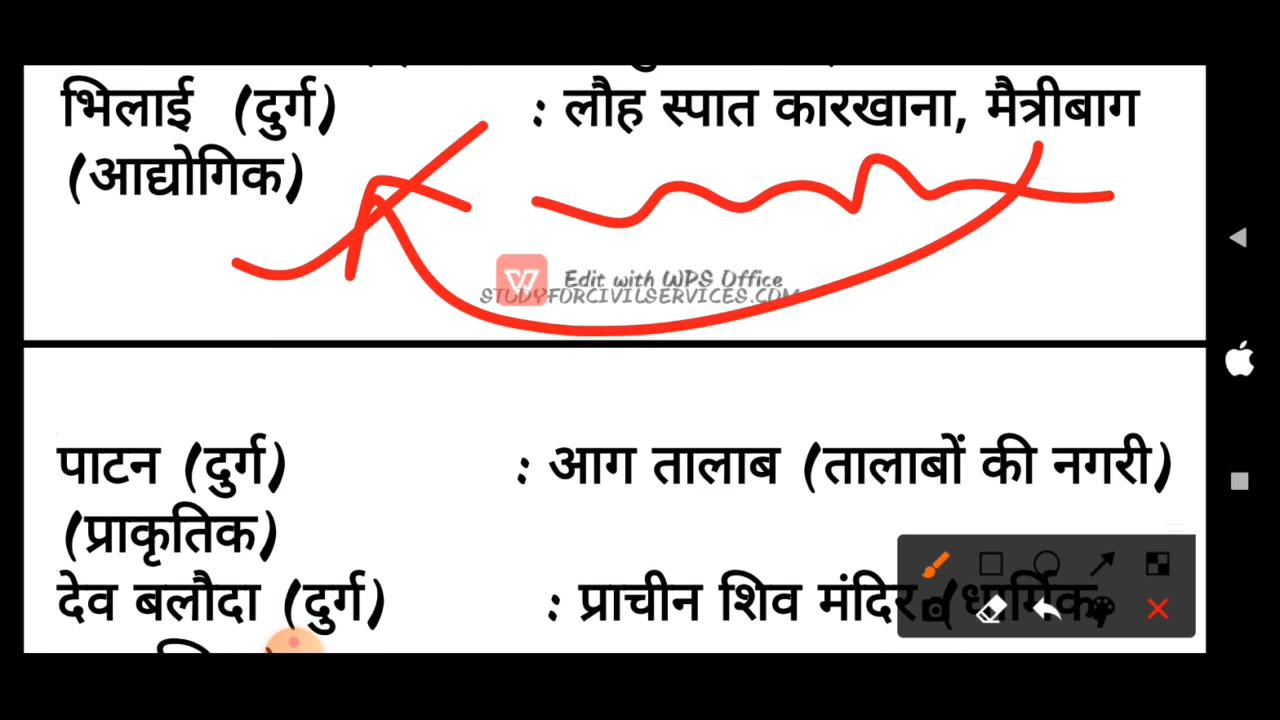 भिलाई (दुर्ग) : लौह स्पात कारखाना, मैत्रीबाग
(आद्योगिक)
Edit with WPS Office
STUDYFORCIVILSERVICES.COM
पाटन (दुर्ग) : आग तालाब (तालाबों की नगरी)
(प्राकृतिक)
देव बलौदा (दुर्ग) : प्राचीन शिव मंदिर (धार्मिक,